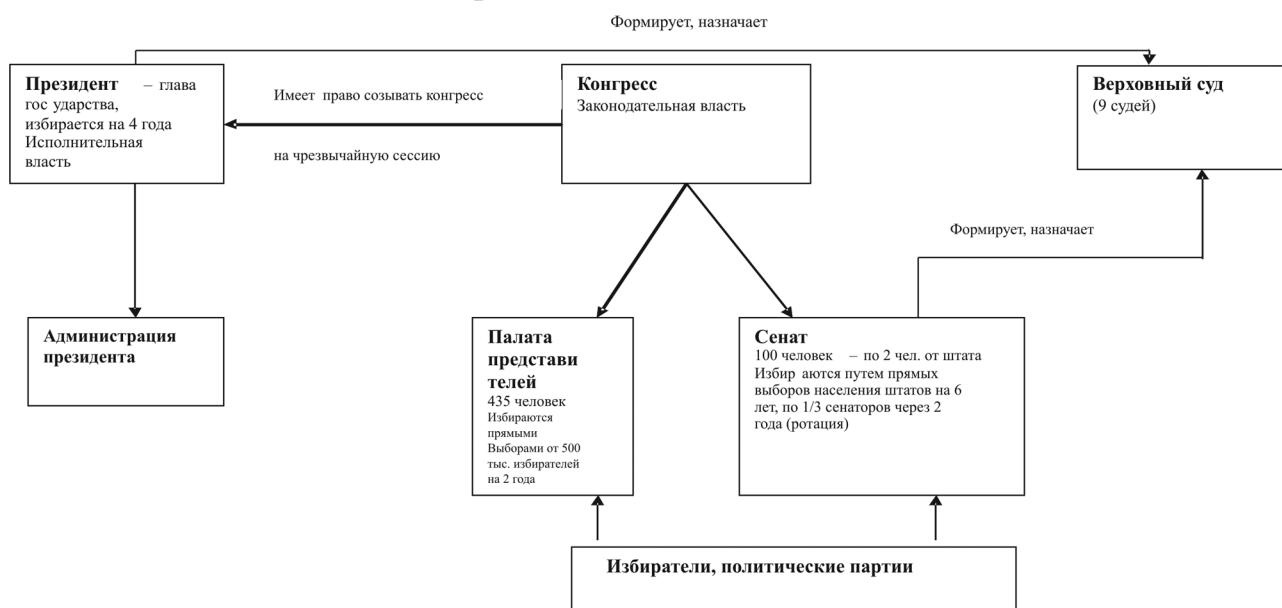 Формирует, назначает
Президент – глава
гос ударства,
избирается на 4 года
Исполнительная
власть
Имеет право созывать конгресс
на чрезвычайную сессию
Конгресс
Законодательная власть
Верховный суд
(9 судей)
Формирует, назначает
Администрация
президента
Палата
представи
телей
435 человек
Избираются
прямыми
Выборами от 500
тыс. избирателей
на 2 года
Сенат
100 человек – по 2 чел. от штата
Избир аются путем прямых
выборов населения штатов на 6
лет, по 1/3 сенаторов через 2
года (ротация)
Избиратели, политические партии